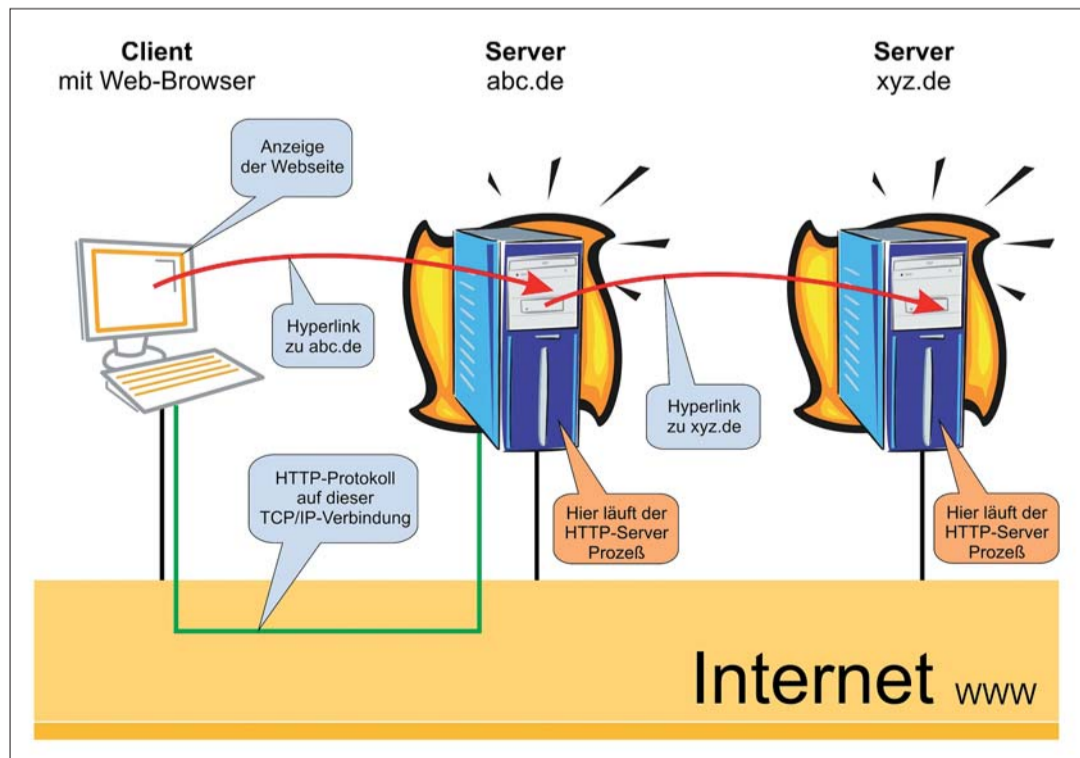 Client
mit Web-Browser
Server
abc.de
Server
xyz.de
Anzeige
der Webseite
Hyperlink
zu abc.de
Hyperlink
zu xyz.de
HTTP-Protokoll
auf dieser
TCP/IP-Verbindung
Hier läuft der
HTTP-Server
Prozeß
Hier läuft der
HTTP-Server
Prozeß
Internet www